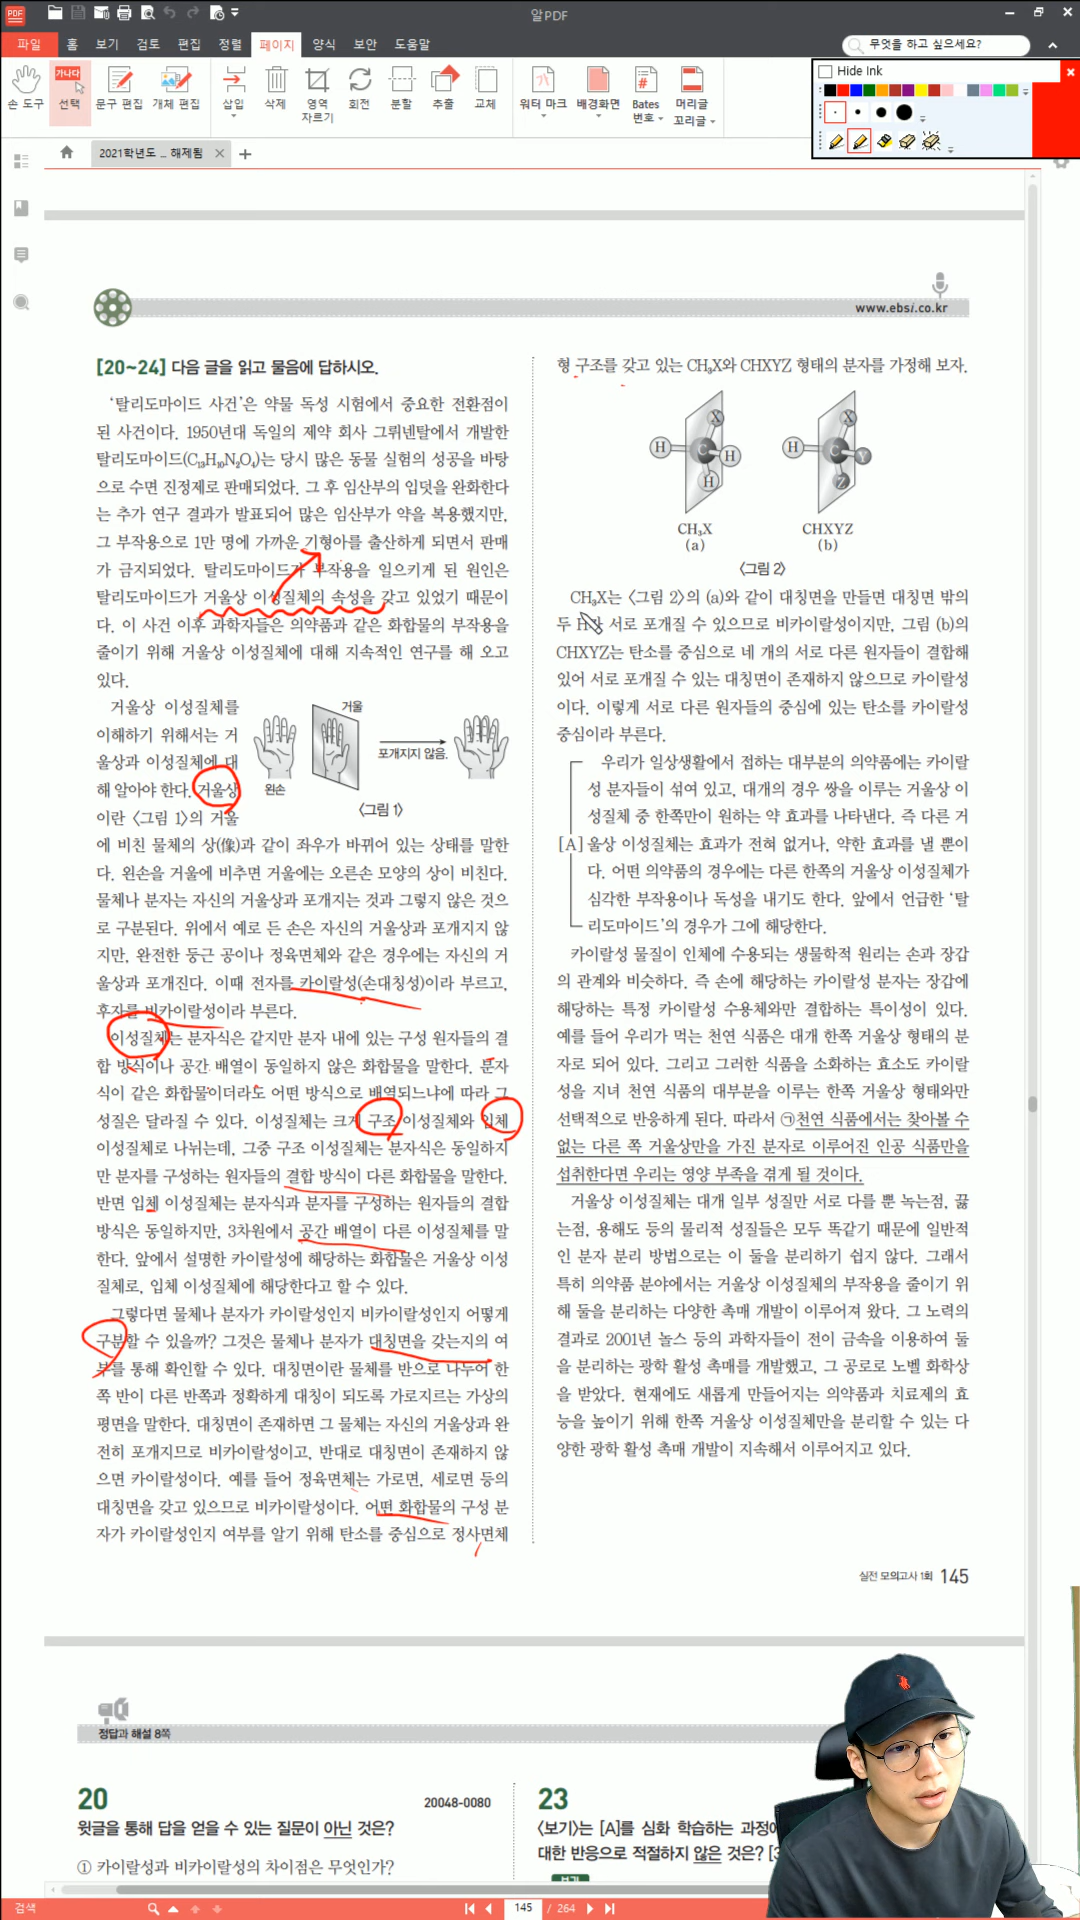 알PDF
파일 홈 보기 검토 편집 정렬 페이지 양식 보안 도움말
무엇을 하고 싶으세요?
손 도구 선택 문구 편집 개체 편집 삽입 삭제 영역 자르기 회전 분할 추출 교체 워터 마크 배경화면 Bates 번호 머리글 꼬리글
가나다
Hide Ink
2021학년도 ... 해제됨
www.ebsi.co.kr
[20~24] 다음 글을 읽고 물음에 답하시오.
‘탈리도마이드 사건’은 약물 독성 시험에서 중요한 전환점이
된 사건이다. 1950년대 독일의 제약 회사 그뤼넨탈에서 개발한
탈리도마이드(C₁₃H₁₀N₂O₄)는 당시 많은 동물 실험의 성공을 바탕
으로 수면 진정제로 판매되었다. 그 후 임산부의 입덧을 완화한다
는 추가 연구 결과가 발표되어 많은 임산부가 약을 복용했지만,
그 부작용으로 1만 명에 가까운 기형아를 출산하게 되면서 판매
가 금지되었다. 탈리도마이드가 부작용을 일으키게 된 원인은
탈리도마이드가 거울상 이성질체의 속성을 갖고 있었기 때문이
다. 이 사건 이후 과학자들은 의약품과 같은 화합물의 부작용을
줄이기 위해 거울상 이성질체에 대해 지속적인 연구를 해 오고
있다.
거울상 이성질체를
이해하기 위해서는 거
울상과 이성질체에 대
해 알아야 한다. 거울상
이란 〈그림 1〉의 거울
거울
포개지지 않음.
왼손
〈그림 1〉
에 비친 물체의 상(像)과 같이 좌우가 바뀌어 있는 상태를 말한
다. 왼손을 거울에 비추면 거울에는 오른손 모양의 상이 비친다.
물체나 분자는 자신의 거울상과 포개지는 것과 그렇지 않은 것으
로 구분된다. 위에서 예로 든 손은 자신의 거울상과 포개지지 않
지만, 완전한 둥근 공이나 정육면체와 같은 경우에는 자신의 거
울상과 포개진다. 이때 전자를 카이랄성(손대칭성)이라 부르고,
후자를 비카이랄성이라 부른다.
이성질체는 분자식은 같지만 분자 내에 있는 구성 원자들의 결
합 방식이나 공간 배열이 동일하지 않은 화합물을 말한다. 분자
식이 같은 화합물이더라도 어떤 방식으로 배열되느냐에 따라 그
성질은 달라질 수 있다. 이성질체는 크게 구조 이성질체와 입체
이성질체로 나뉘는데, 그중 구조 이성질체는 분자식은 동일하지
만 분자를 구성하는 원자들의 결합 방식이 다른 화합물을 말한다.
반면 입체 이성질체는 분자식과 분자를 구성하는 원자들의 결합
방식은 동일하지만, 3차원에서 공간 배열이 다른 이성질체를 말
한다. 앞에서 설명한 카이랄성에 해당하는 화합물은 거울상 이성
질체로, 입체 이성질체에 해당한다고 할 수 있다.
그렇다면 물체나 분자가 카이랄성인지 비카이랄성인지 어떻게
구분할 수 있을까? 그것은 물체나 분자가 대칭면을 갖는지의 여
부를 통해 확인할 수 있다. 대칭면이란 물체를 반으로 나누어 한
쪽 반이 다른 반쪽과 정확하게 대칭이 되도록 가로지르는 가상의
평면을 말한다. 대칭면이 존재하면 그 물체는 자신의 거울상과 완
전히 포개지므로 비카이랄성이고, 반대로 대칭면이 존재하지 않
으면 카이랄성이다. 예를 들어 정육면체는 가로면, 세로면 등의
대칭면을 갖고 있으므로 비카이랄성이다. 어떤 화합물의 구성 분
자가 카이랄성인지 여부를 알기 위해 탄소를 중심으로 정사면체
형 구조를 갖고 있는 CH₃X와 CHXYZ 형태의 분자를 가정해 보자.
X H C H H
X H C Y Z
CH₃X CHXYZ
(a) (b)
〈그림 2〉
CH₃X는 〈그림 2〉의 (a)와 같이 대칭면을 만들면 대칭면 밖의
두 H가 서로 포개질 수 있으므로 비카이랄성이지만, 그림 (b)의
CHXYZ는 탄소를 중심으로 네 개의 서로 다른 원자들이 결합해
있어 서로 포개질 수 있는 대칭면이 존재하지 않으므로 카이랄성
이다. 이렇게 서로 다른 원자들의 중심에 있는 탄소를 카이랄성
중심이라 부른다.
우리가 일상생활에서 접하는 대부분의 의약품에는 카이랄
성 분자들이 섞여 있고, 대개의 경우 쌍을 이루는 거울상 이
성질체 중 한쪽만이 원하는 약 효과를 나타낸다. 즉 다른 거
[A] 울상 이성질체는 효과가 전혀 없거나, 약한 효과를 낼 뿐이
다. 어떤 의약품의 경우에는 다른 한쪽의 거울상 이성질체가
심각한 부작용이나 독성을 내기도 한다. 앞에서 언급한 ‘탈
리도마이드’의 경우가 그에 해당한다.
카이랄성 물질이 인체에 수용되는 생물학적 원리는 손과 장갑
의 관계와 비슷하다. 즉 손에 해당하는 카이랄성 분자는 장갑에
해당하는 특정 카이랄성 수용체와만 결합하는 특이성이 있다.
예를 들어 우리가 먹는 천연 식품은 대개 한쪽 거울상 형태의 분
자로 되어 있다. 그리고 그러한 식품을 소화하는 효소도 카이랄
성을 지녀 천연 식품의 대부분을 이루는 한쪽 거울상 형태와만
선택적으로 반응하게 된다. 따라서 ㉠천연 식품에서는 찾아볼 수
없는 다른 쪽 거울상만을 가진 분자로 이루어진 인공 식품만을
섭취한다면 우리는 영양 부족을 겪게 될 것이다.
거울상 이성질체는 대개 일부 성질만 서로 다를 뿐 녹는점, 끓
는점, 용해도 등의 물리적 성질들은 모두 똑같기 때문에 일반적
인 분자 분리 방법으로는 이 둘을 분리하기 쉽지 않다. 그래서
특히 의약품 분야에서는 거울상 이성질체의 부작용을 줄이기 위
해 둘을 분리하는 다양한 촉매 개발이 이루어져 왔다. 그 노력의
결과로 2001년 놀스 등의 과학자들이 전이 금속을 이용하여 둘
을 분리하는 광학 활성 촉매를 개발했고, 그 공로로 노벨 화학상
을 받았다. 현재에도 새롭게 만들어지는 의약품과 치료제의 효
능을 높이기 위해 한쪽 거울상 이성질체만을 분리할 수 있는 다
양한 광학 활성 촉매 개발이 지속해서 이루어지고 있다.
실전 모의고사 1회 145
정답과 해설 8쪽
20
20048-0080
윗글을 통해 답을 얻을 수 있는 질문이 아닌 것은?
① 카이랄성과 비카이랄성의 차이점은 무엇인가?
23
〈보기〉는 [A]를 심화 학습하는 과정에
대한 반응으로 적절하지 않은 것은? [3
검색
145 / 264